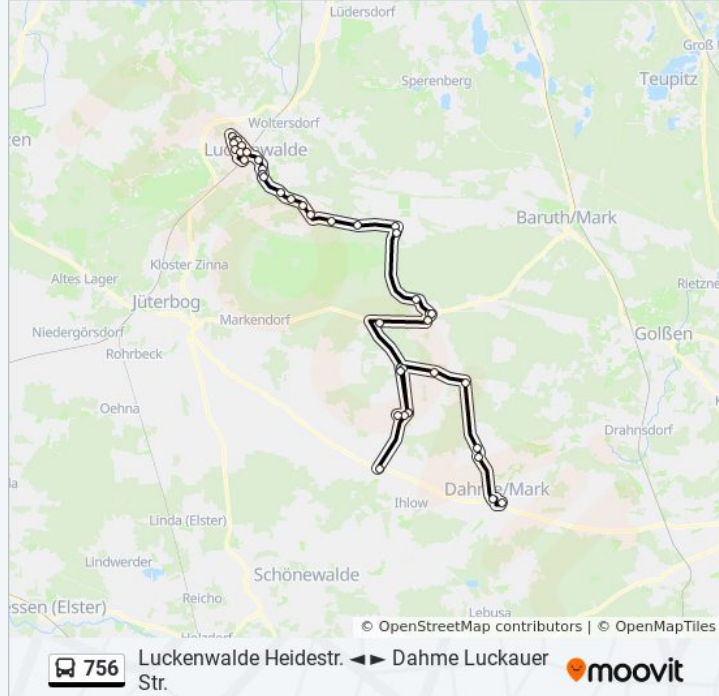 Lüdersdorf
Groß
Sperenberg
Teupitz
Woltersdorf
zen
Luckenwalde
Baruth/Mark
Kloster Zinna
Altes Lager
Rietzne
Jüterbog
Markendorf
Niedergörsdorf
Golßen
Rohrbeck
Oehna
Drahnsdorf
Dahme/Mark
Ihlow
Linda (Elster)
Lindwerder
Schönewalde
Reicho
essen (Elster)
Lebusa
© OpenStreetMap contributors | © OpenMapTiles
756
Luckenwalde Heidestr. ◄► Dahme Luckauer
Str.
moovit